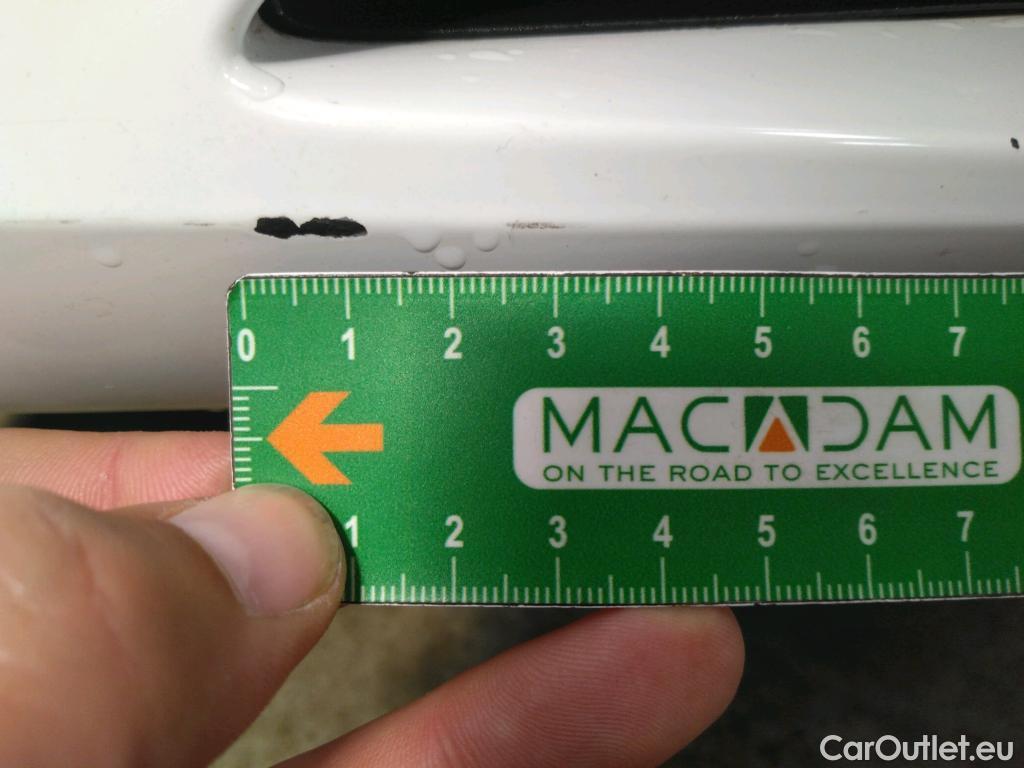 0 1 2 3 4 5 6 7
MACADAM
ON THE ROAD TO EXCELLENCE
1 2 3 4 5 6 7
CarOutlet.eu